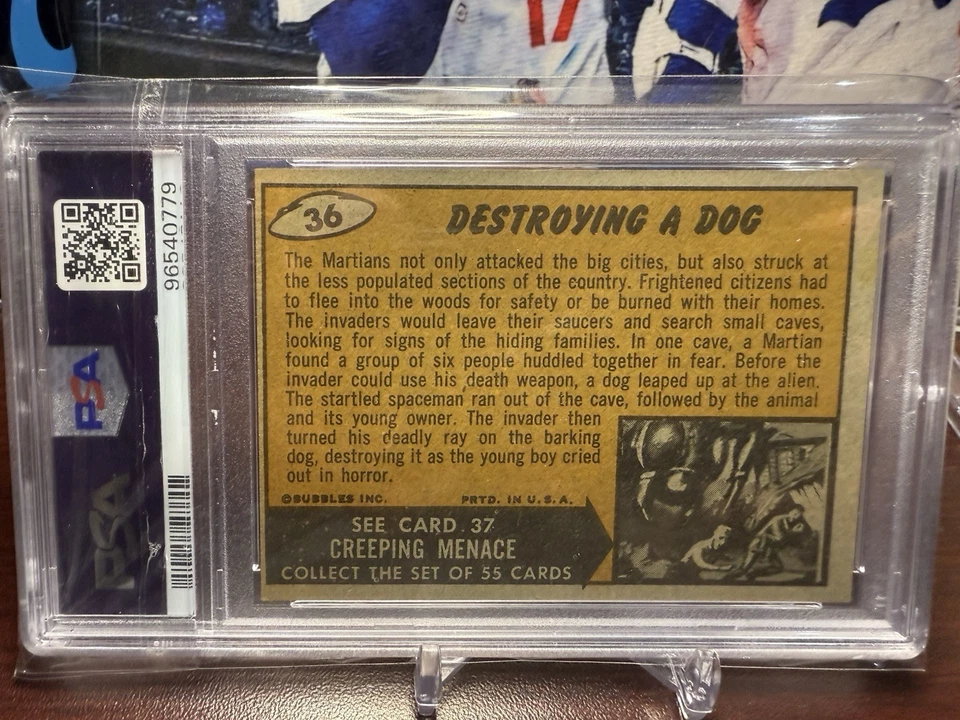 17
96540779
PSA
PSA
36
DESTROYING A DOG
The Martians not only attacked the big cities, but also struck at
the less populated sections of the country. Frightened citizens had
to flee into the woods for safety or be burned with their homes.
The invaders would leave their saucers and search small caves,
looking for signs of the hiding families. In one cave, a Martian
found a group of six people huddled together in fear. Before the
invader could use his death weapon, a dog leaped up at the alien.
The startled spaceman ran out of the cave, followed by the animal
and its young owner. The invader then
turned his deadly ray on the barking
dog, destroying it as the young boy cried
out in horror.
©BUBBLES INC. PRTD. IN U.S.A.
SEE CARD 37
CREEPING MENACE
COLLECT THE SET OF 55 CARDS